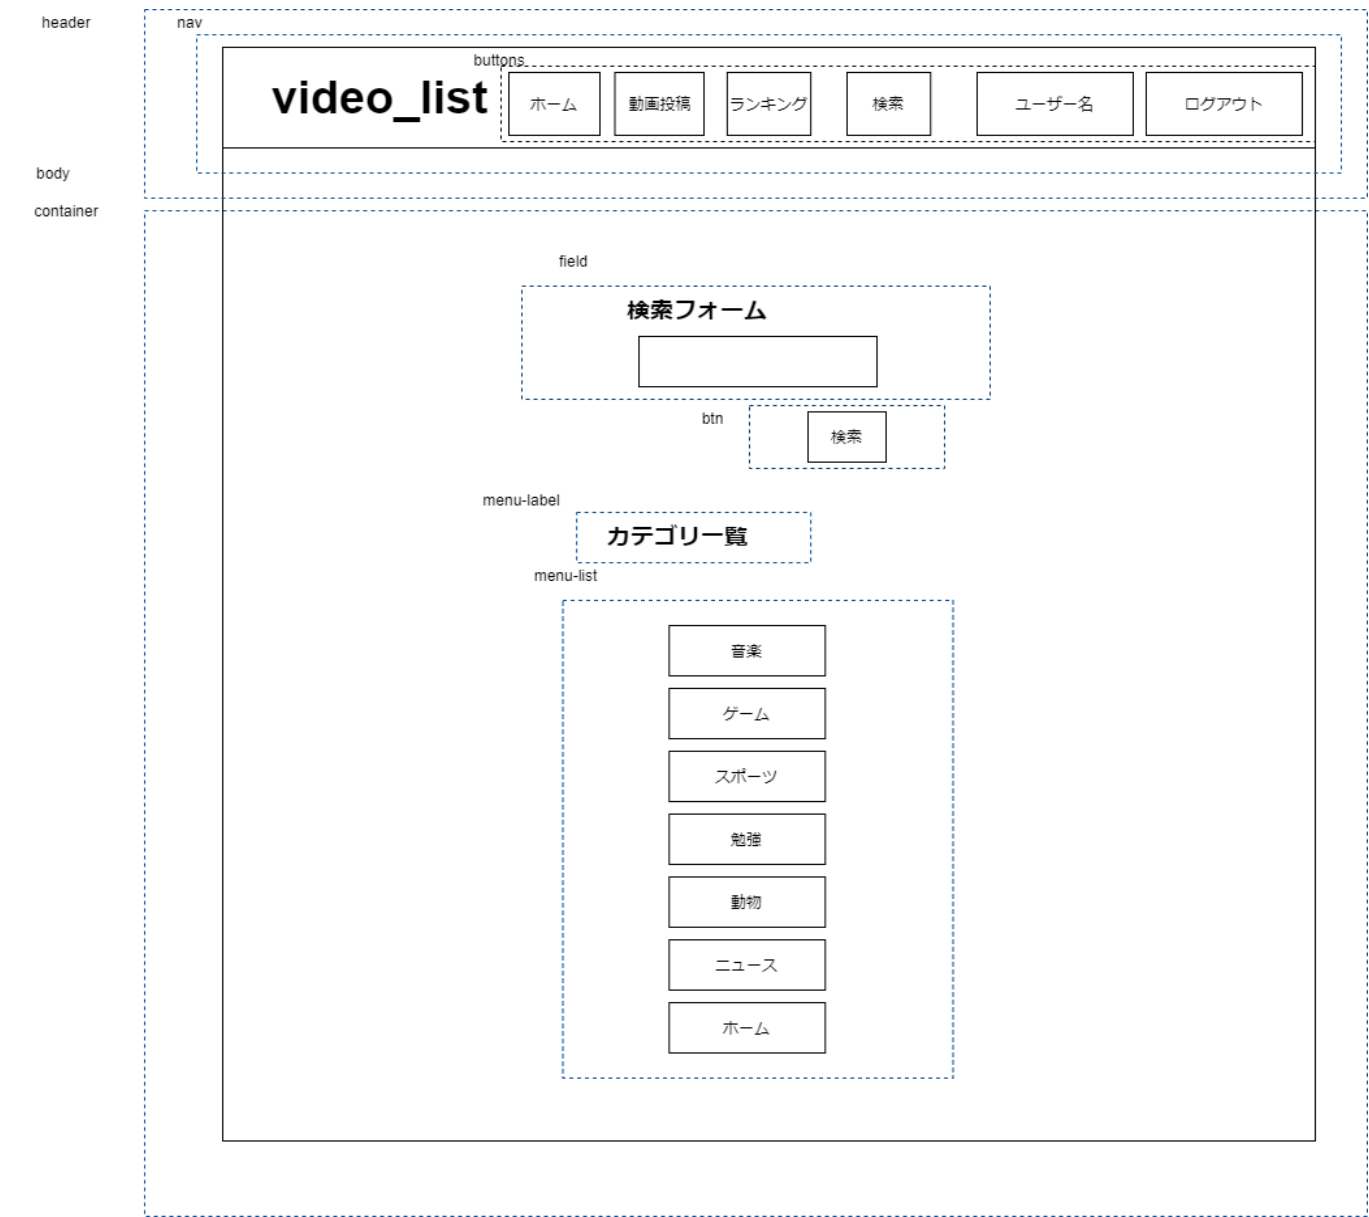 header
nav
buttons
video_list
ホーム
動画投稿
ランキング
検索
ユーザー名
ログアウト
body
container
field
検索フォーム
btn
検索
menu-label
カテゴリ一覧
menu-list
音楽
ゲーム
スポーツ
勉強
動物
ニュース
ホーム